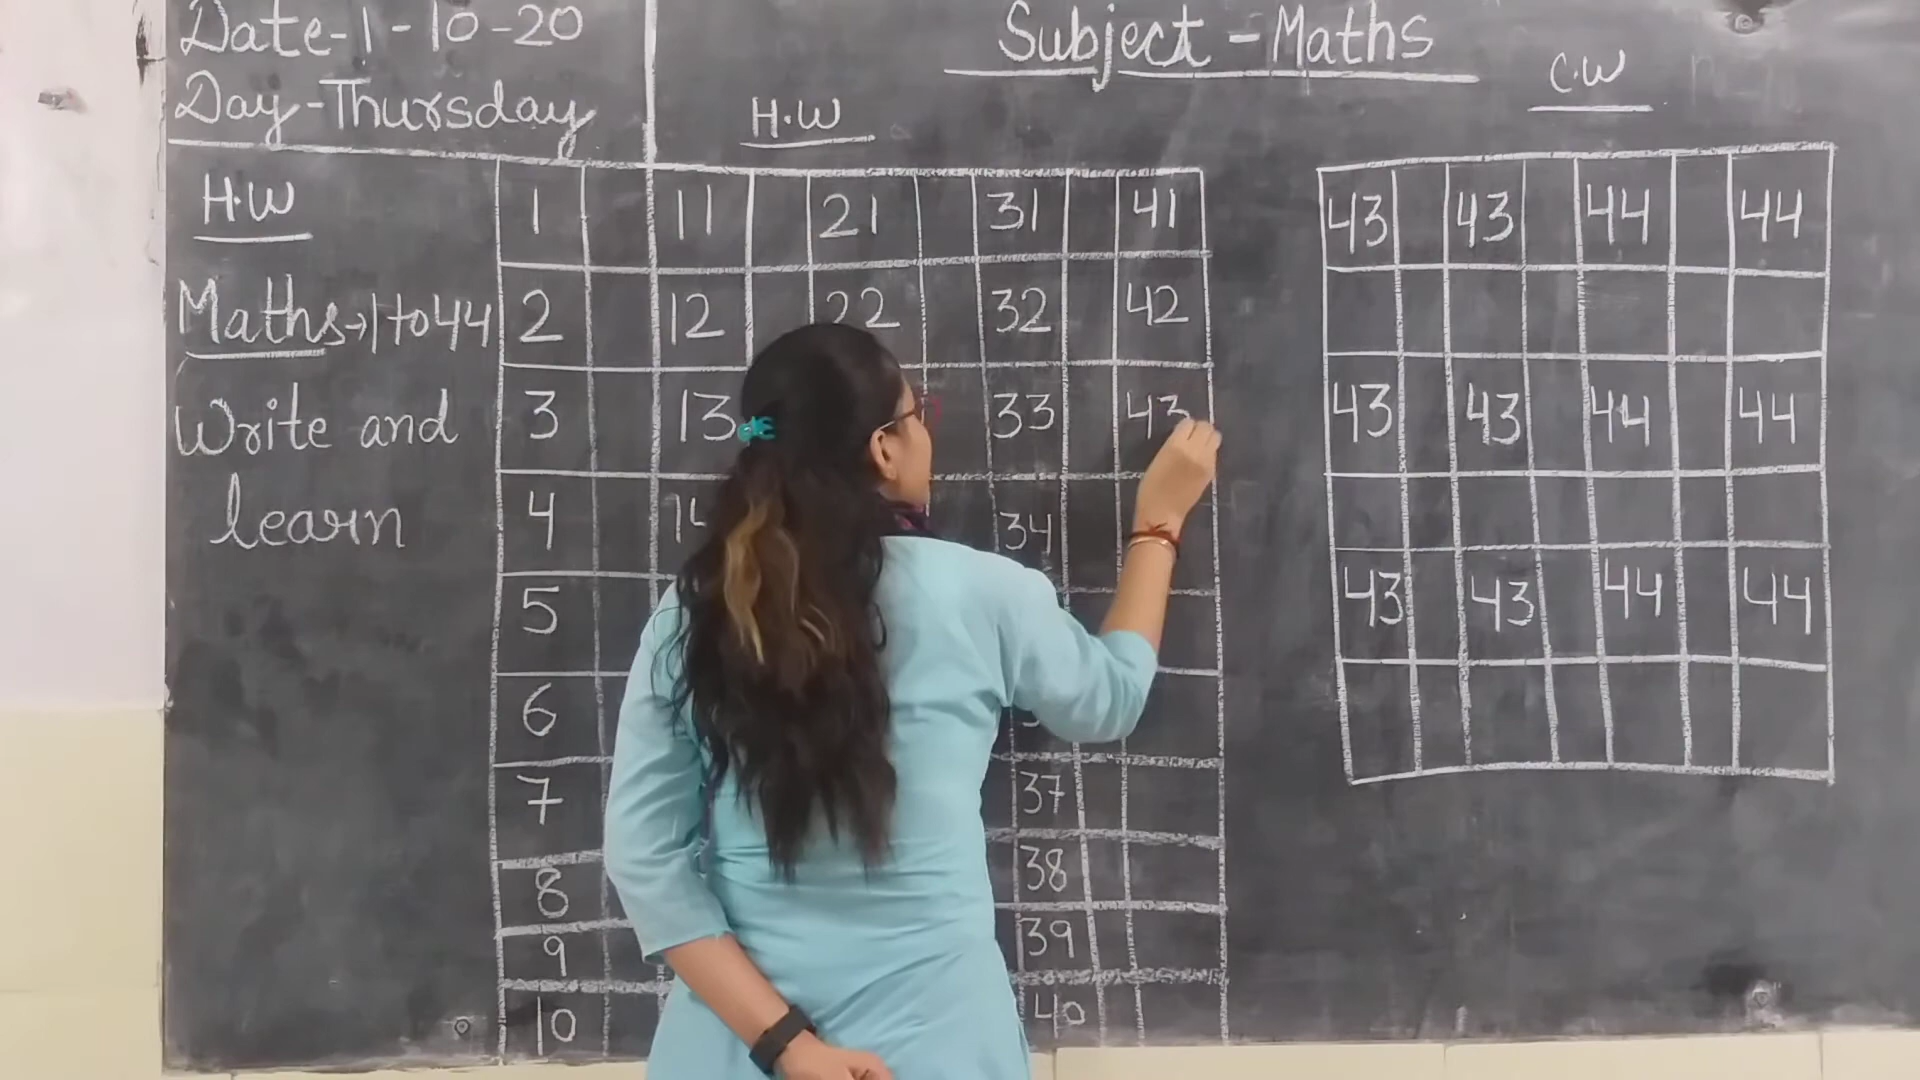 Date-1-10-20
Day-Thursday
Subject-Maths
H.W
C.W
H.W
Maths→1 to 44
Write and
learn
1 11 21 31 41
2 12 22 32 42
3 13 33 43
4 14 34
5
6
7 37
8 38
9 39
10 40
43 43 44 44
43 43 44 44
43 43 44 44